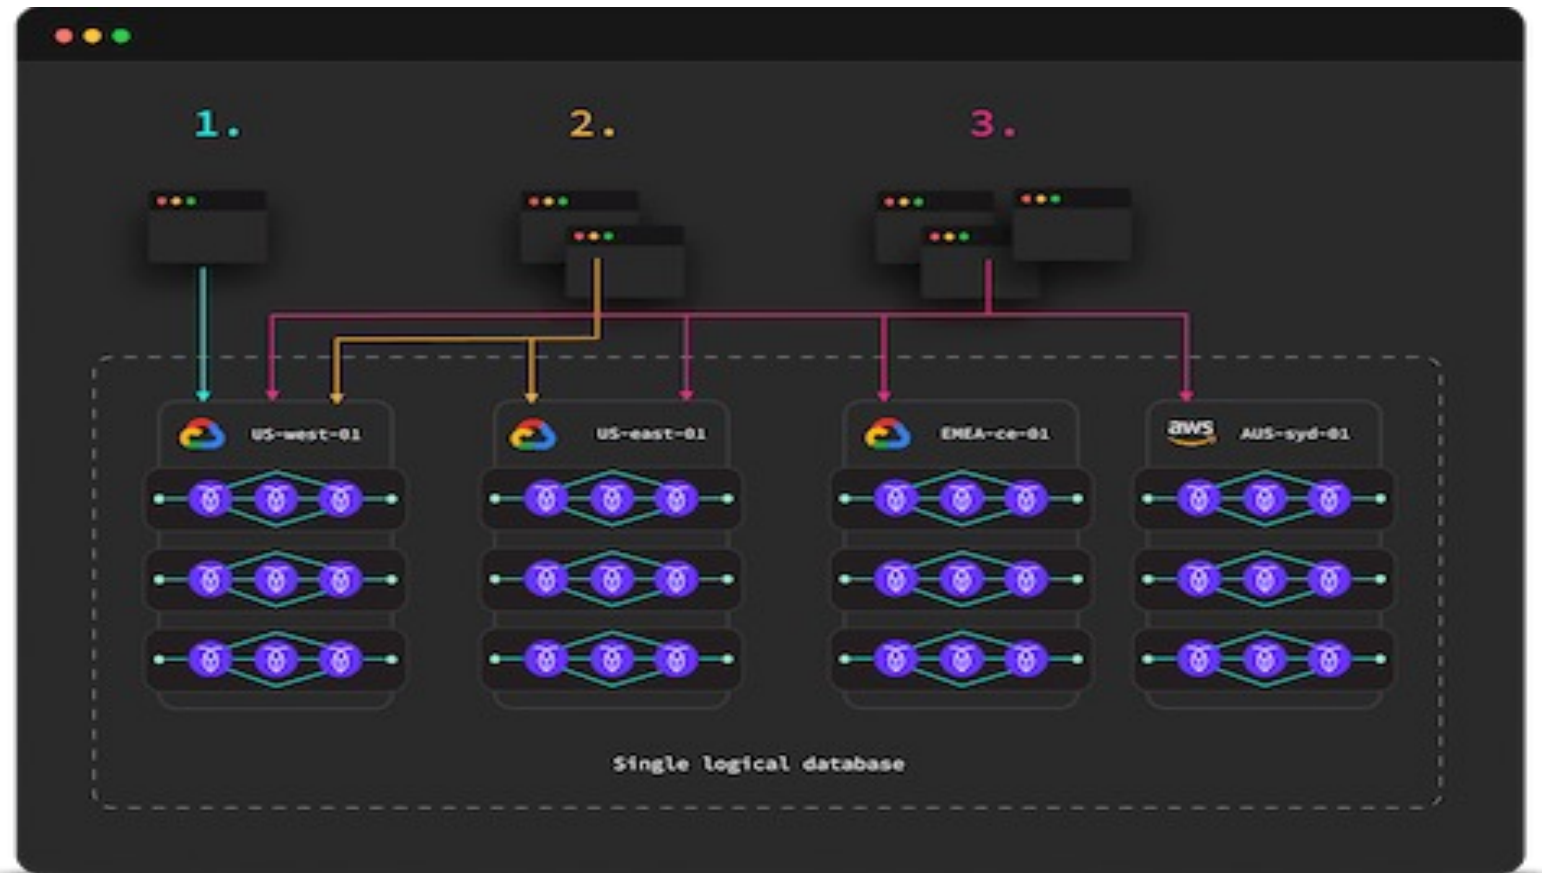 1.
2.
3.
US-west-01
US-east-01
EMEA-ce-01
aws
AUS-syd-01
Single logical database